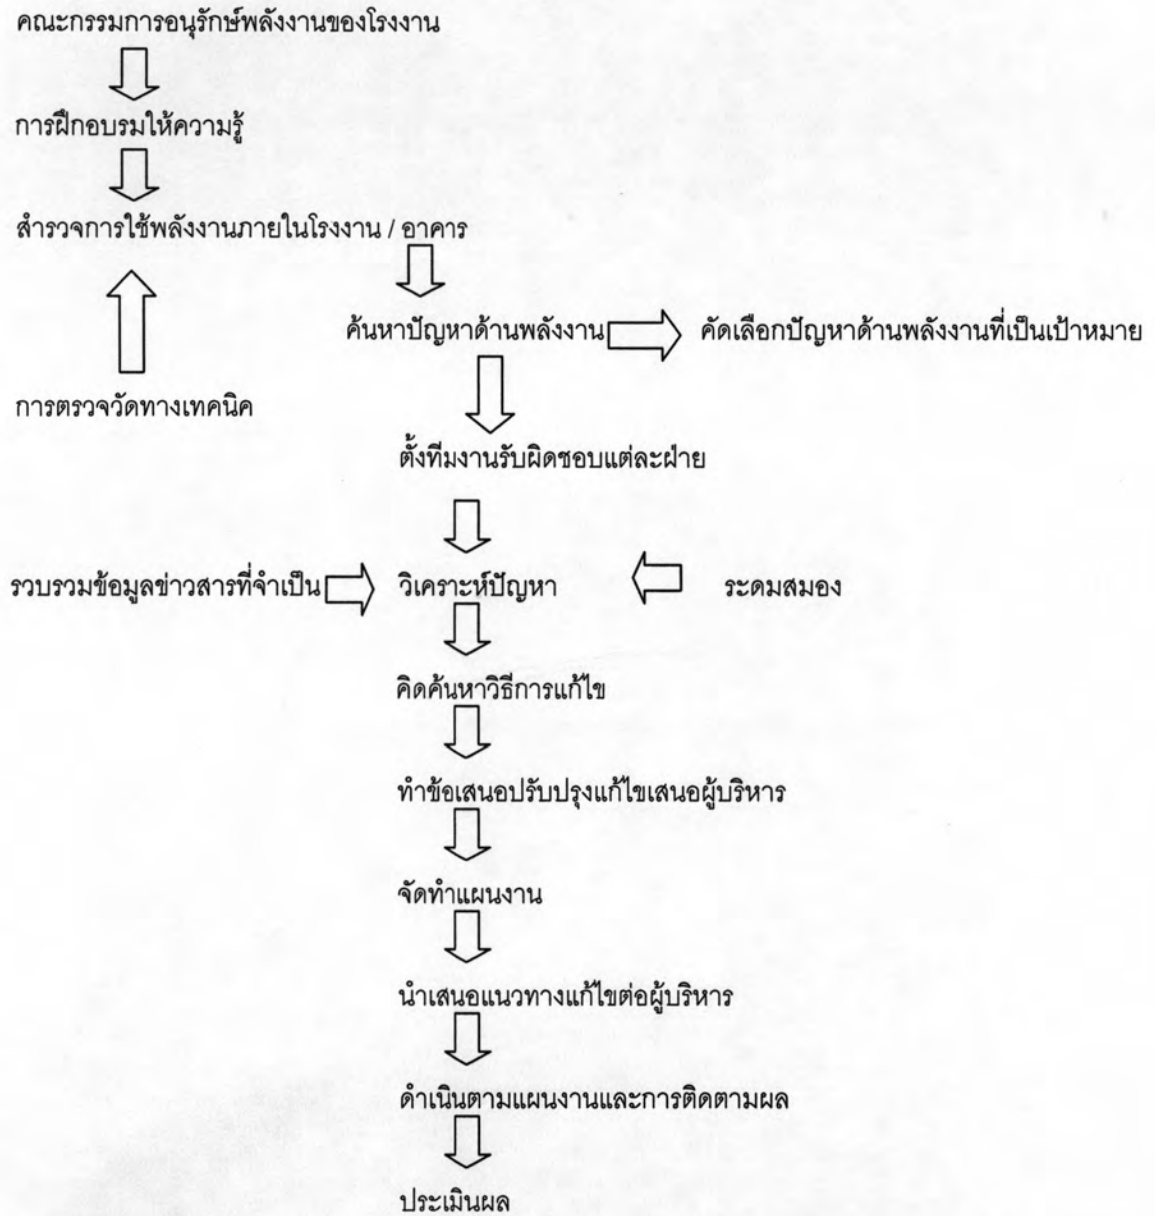 คณะกรรมการอนุรักษ์พลังงานของโรงงาน
การฝึกอบรมให้ความรู้
สำรวจการใช้พลังงานภายในโรงงาน / อาคาร
ค้นหาปัญหาด้านพลังงาน คัดเลือกปัญหาด้านพลังงานที่เป็นเป้าหมาย
การตรวจวัดทางเทคนิค
ตั้งทีมงานรับผิดชอบแต่ละฝ่าย
รวบรวมข้อมูลข่าวสารที่จำเป็น วิเคราะห์ปัญหา ระดมสมอง
คิดค้นหาวิธีการแก้ไข
ทำข้อเสนอปรับปรุงแก้ไขเสนอผู้บริหาร
จัดทำแผนงาน
นำเสนอแนวทางแก้ไขต่อผู้บริหาร
ดำเนินตามแผนงานและการติดตามผล
ประเมินผล